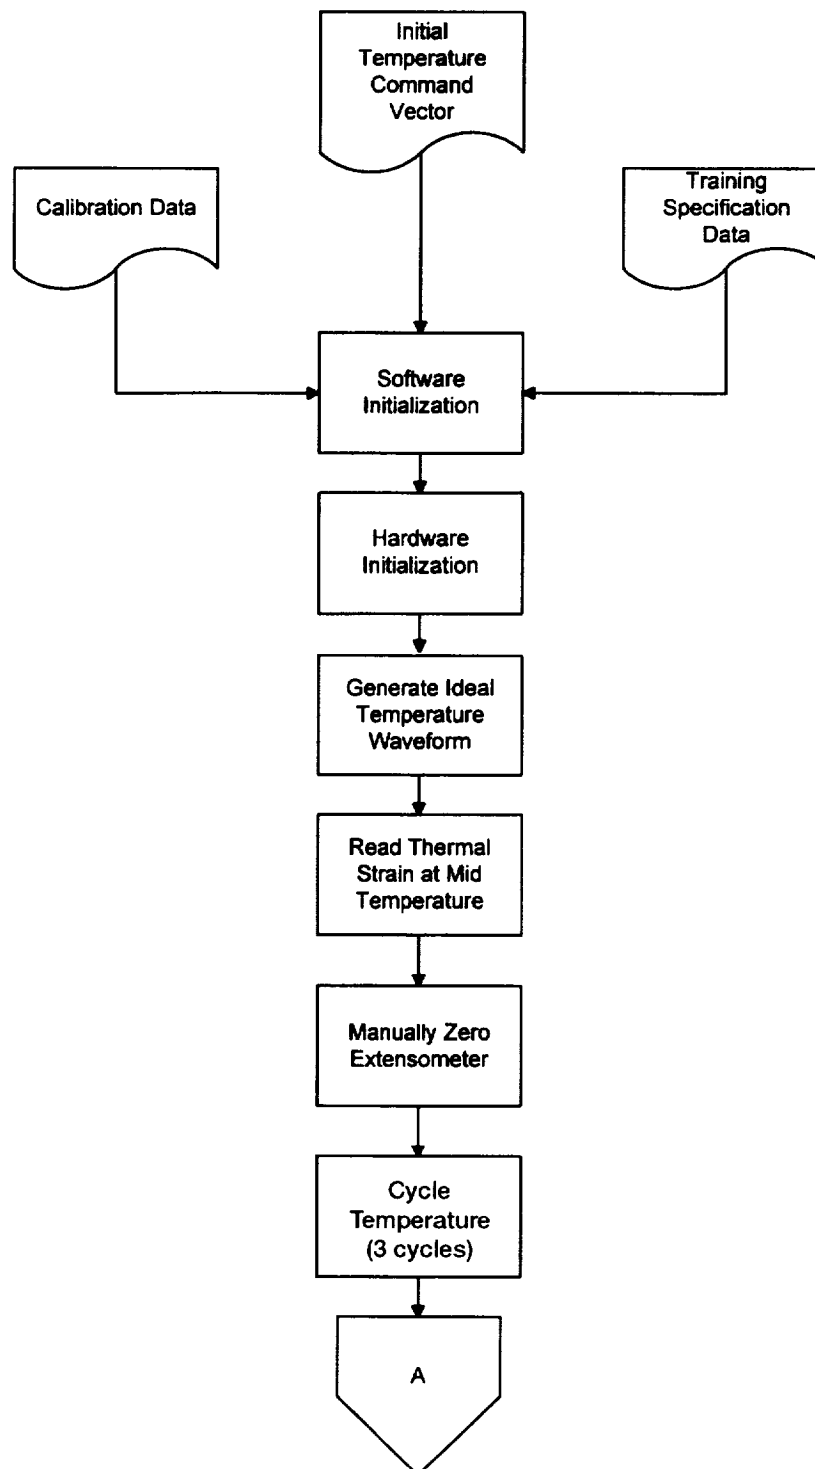 Initial
Temperature
Command
Vector
Calibration Data
Training
Specification
Data
Software
Initialization
Hardware
Initialization
Generate Ideal
Temperature
Waveform
Read Thermal
Strain at Mid
Temperature
Manually Zero
Extensometer
Cycle
Temperature
(3 cycles)
A